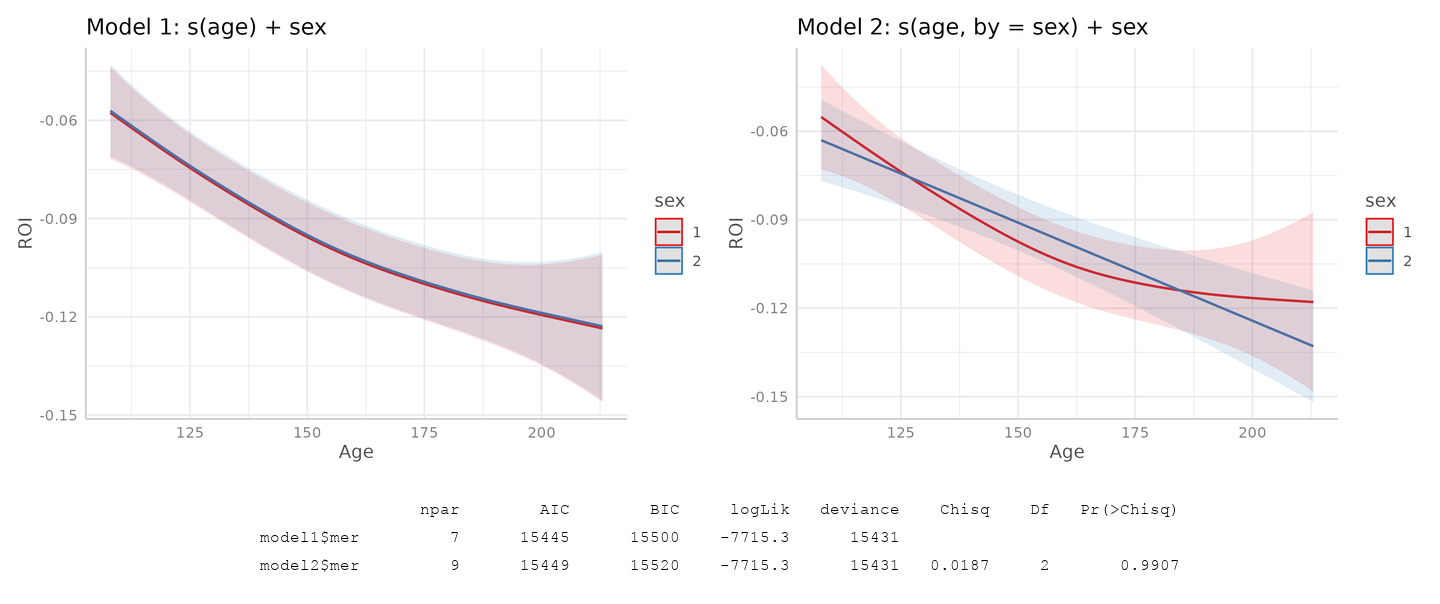 Model 1: s(age) + sex
-0.06
-0.09
-0.12
-0.15
ROI
125 150 175 200
Age
sex
1
2
Model 2: s(age, by = sex) + sex
-0.06
-0.09
-0.12
-0.15
ROI
125 150 175 200
Age
sex
1
2
npar AIC BIC logLik deviance Chisq Df Pr(>Chisq)
model1$mer 7 15445 15500 -7715.3 15431
model2$mer 9 15449 15520 -7715.3 15431 0.0187 2 0.9907